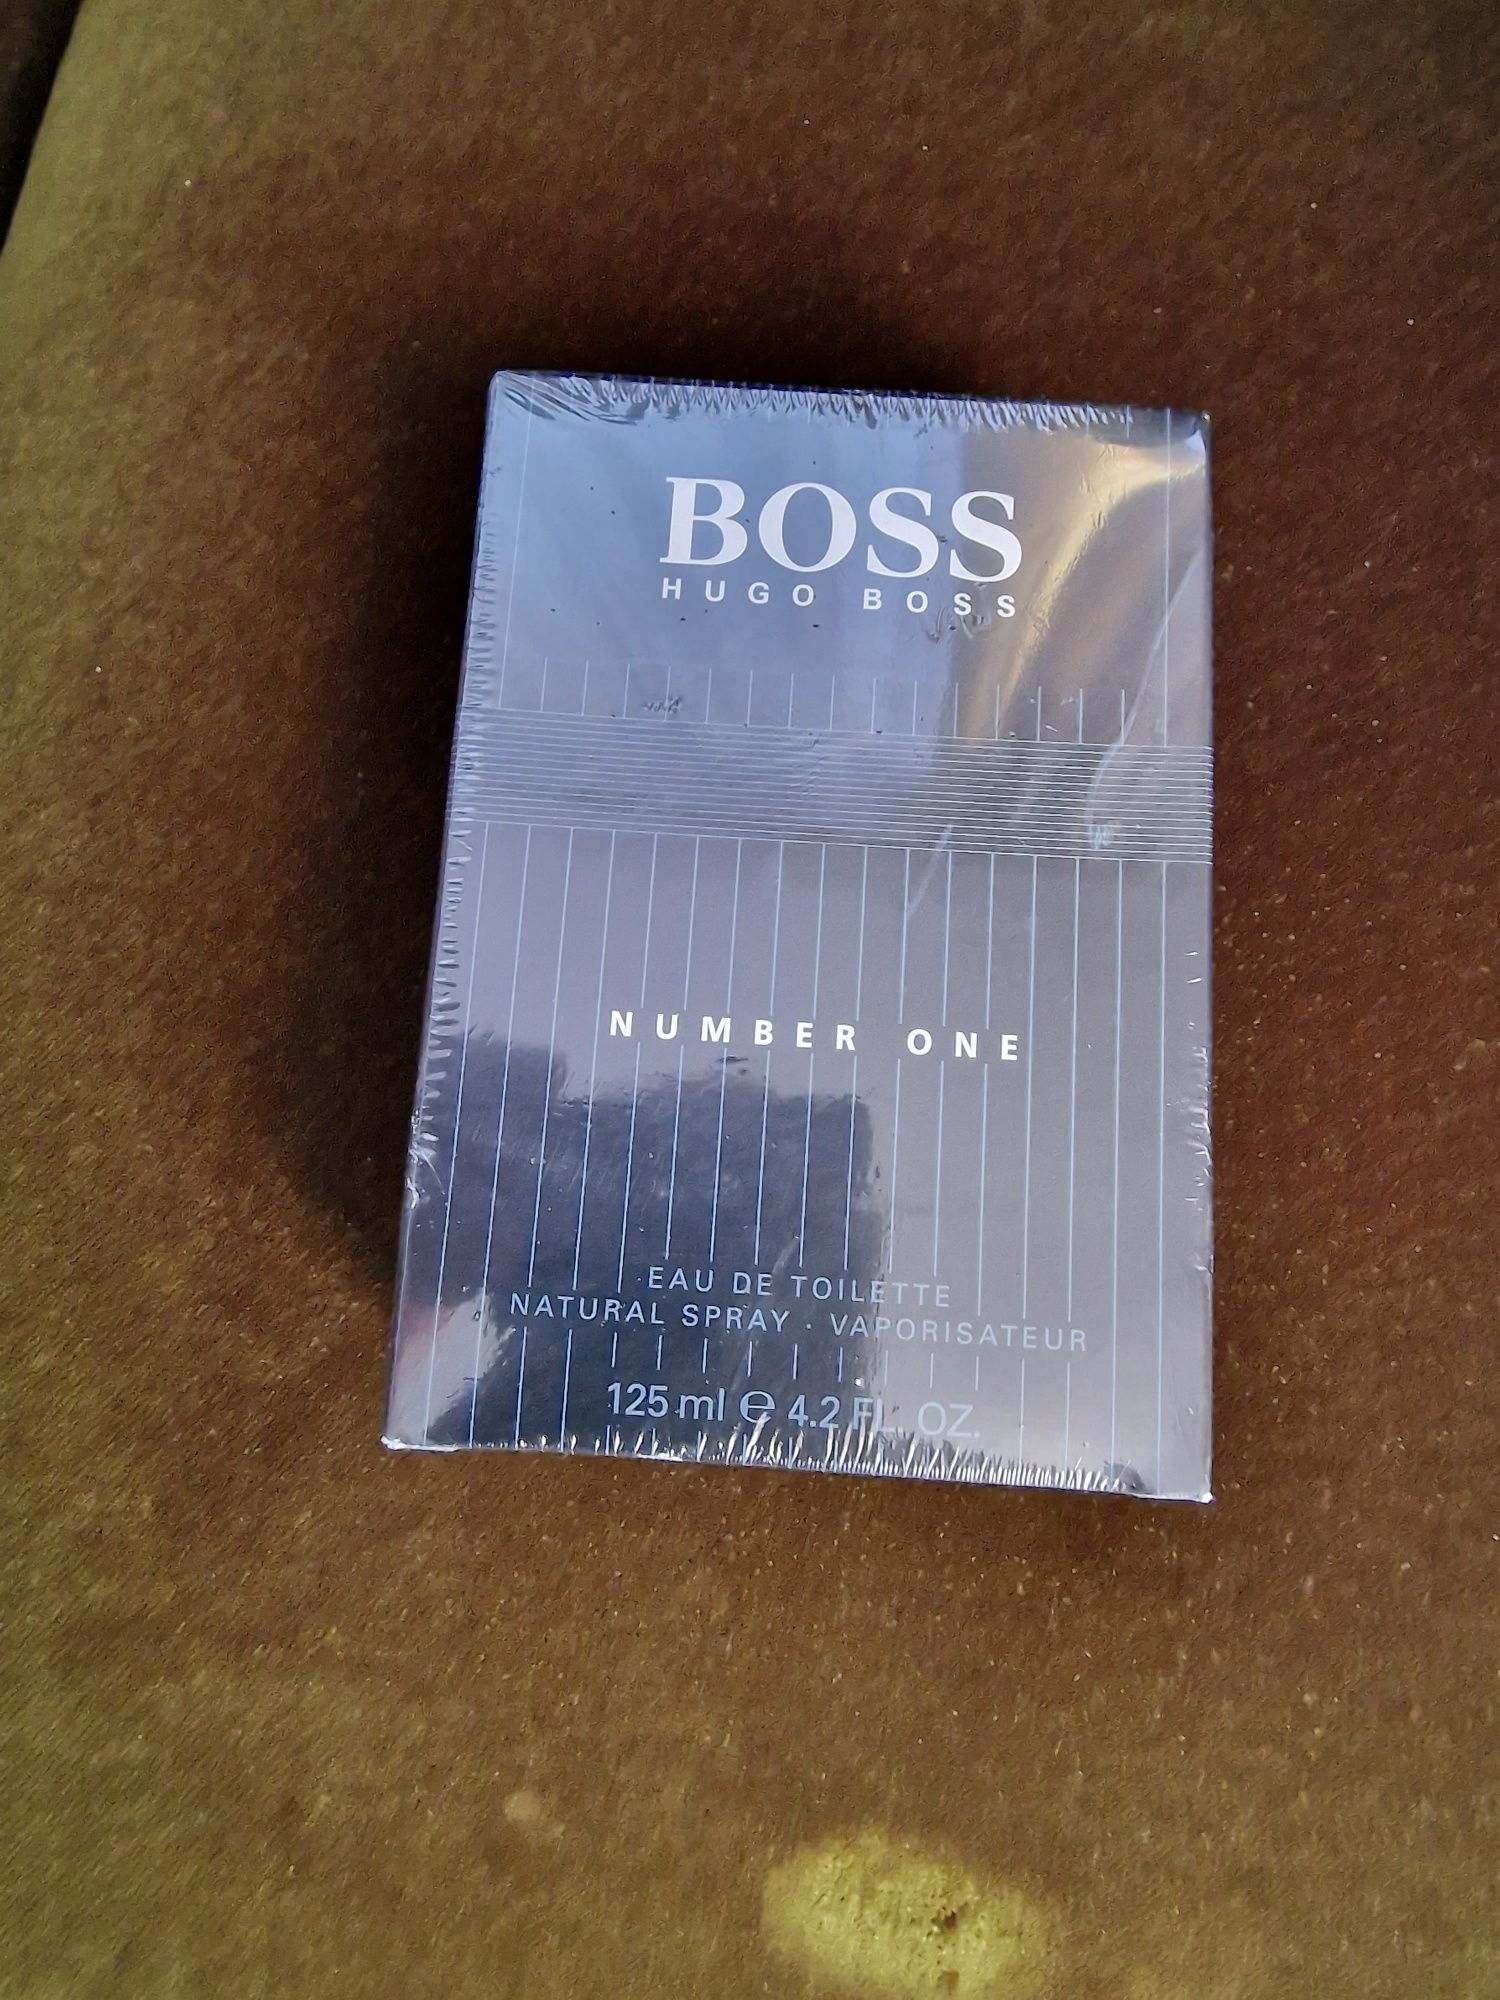 BOSS
HUGO BOSS
NUMBER ONE
EAU DE TOILETTE
NATURAL SPRAY · VAPORISATEUR
125 ml ℮ 4.2 FL. OZ.